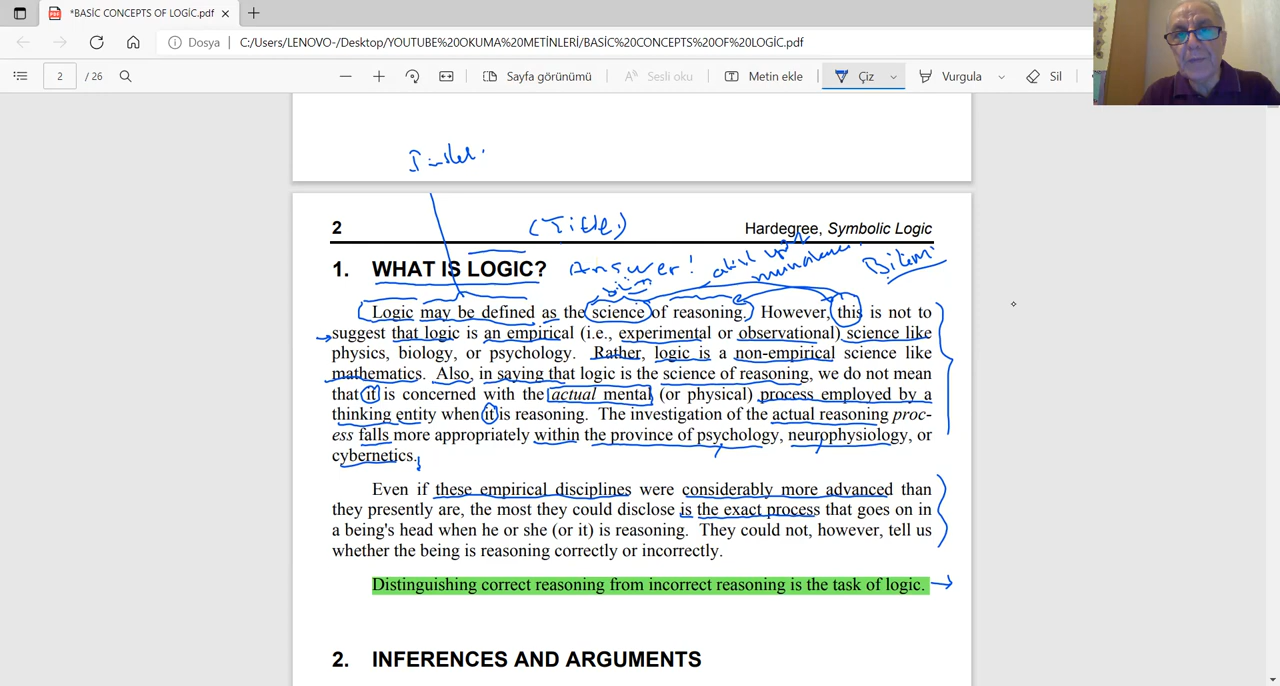 *BASİC CONCEPTS OF LOGİC.pdf
Dosya C:/Users/LENOVO-/Desktop/YOUTUBE%20OKUMA%20METİNLERİ/BASİC%20CONCEPTS%20OF%20LOGİC.pdf
2 / 26 Sayfa görünümü Sesli oku Metin ekle Çiz Vurgula Sil
2 (Title) Hardegree, Symbolic Logic
1. WHAT IS LOGIC? Answer!
Logic may be defined as the science of reasoning. However, this is not to
suggest that logic is an empirical (i.e., experimental or observational) science like
physics, biology, or psychology. Rather, logic is a non-empirical science like
mathematics. Also, in saying that logic is the science of reasoning, we do not mean
that it is concerned with the actual mental (or physical) process employed by a
thinking entity when it is reasoning. The investigation of the actual reasoning proc-
ess falls more appropriately within the province of psychology, neurophysiology, or
cybernetics.
Even if these empirical disciplines were considerably more advanced than
they presently are, the most they could disclose is the exact process that goes on in
a being's head when he or she (or it) is reasoning. They could not, however, tell us
whether the being is reasoning correctly or incorrectly.
Distinguishing correct reasoning from incorrect reasoning is the task of logic.
2. INFERENCES AND ARGUMENTS